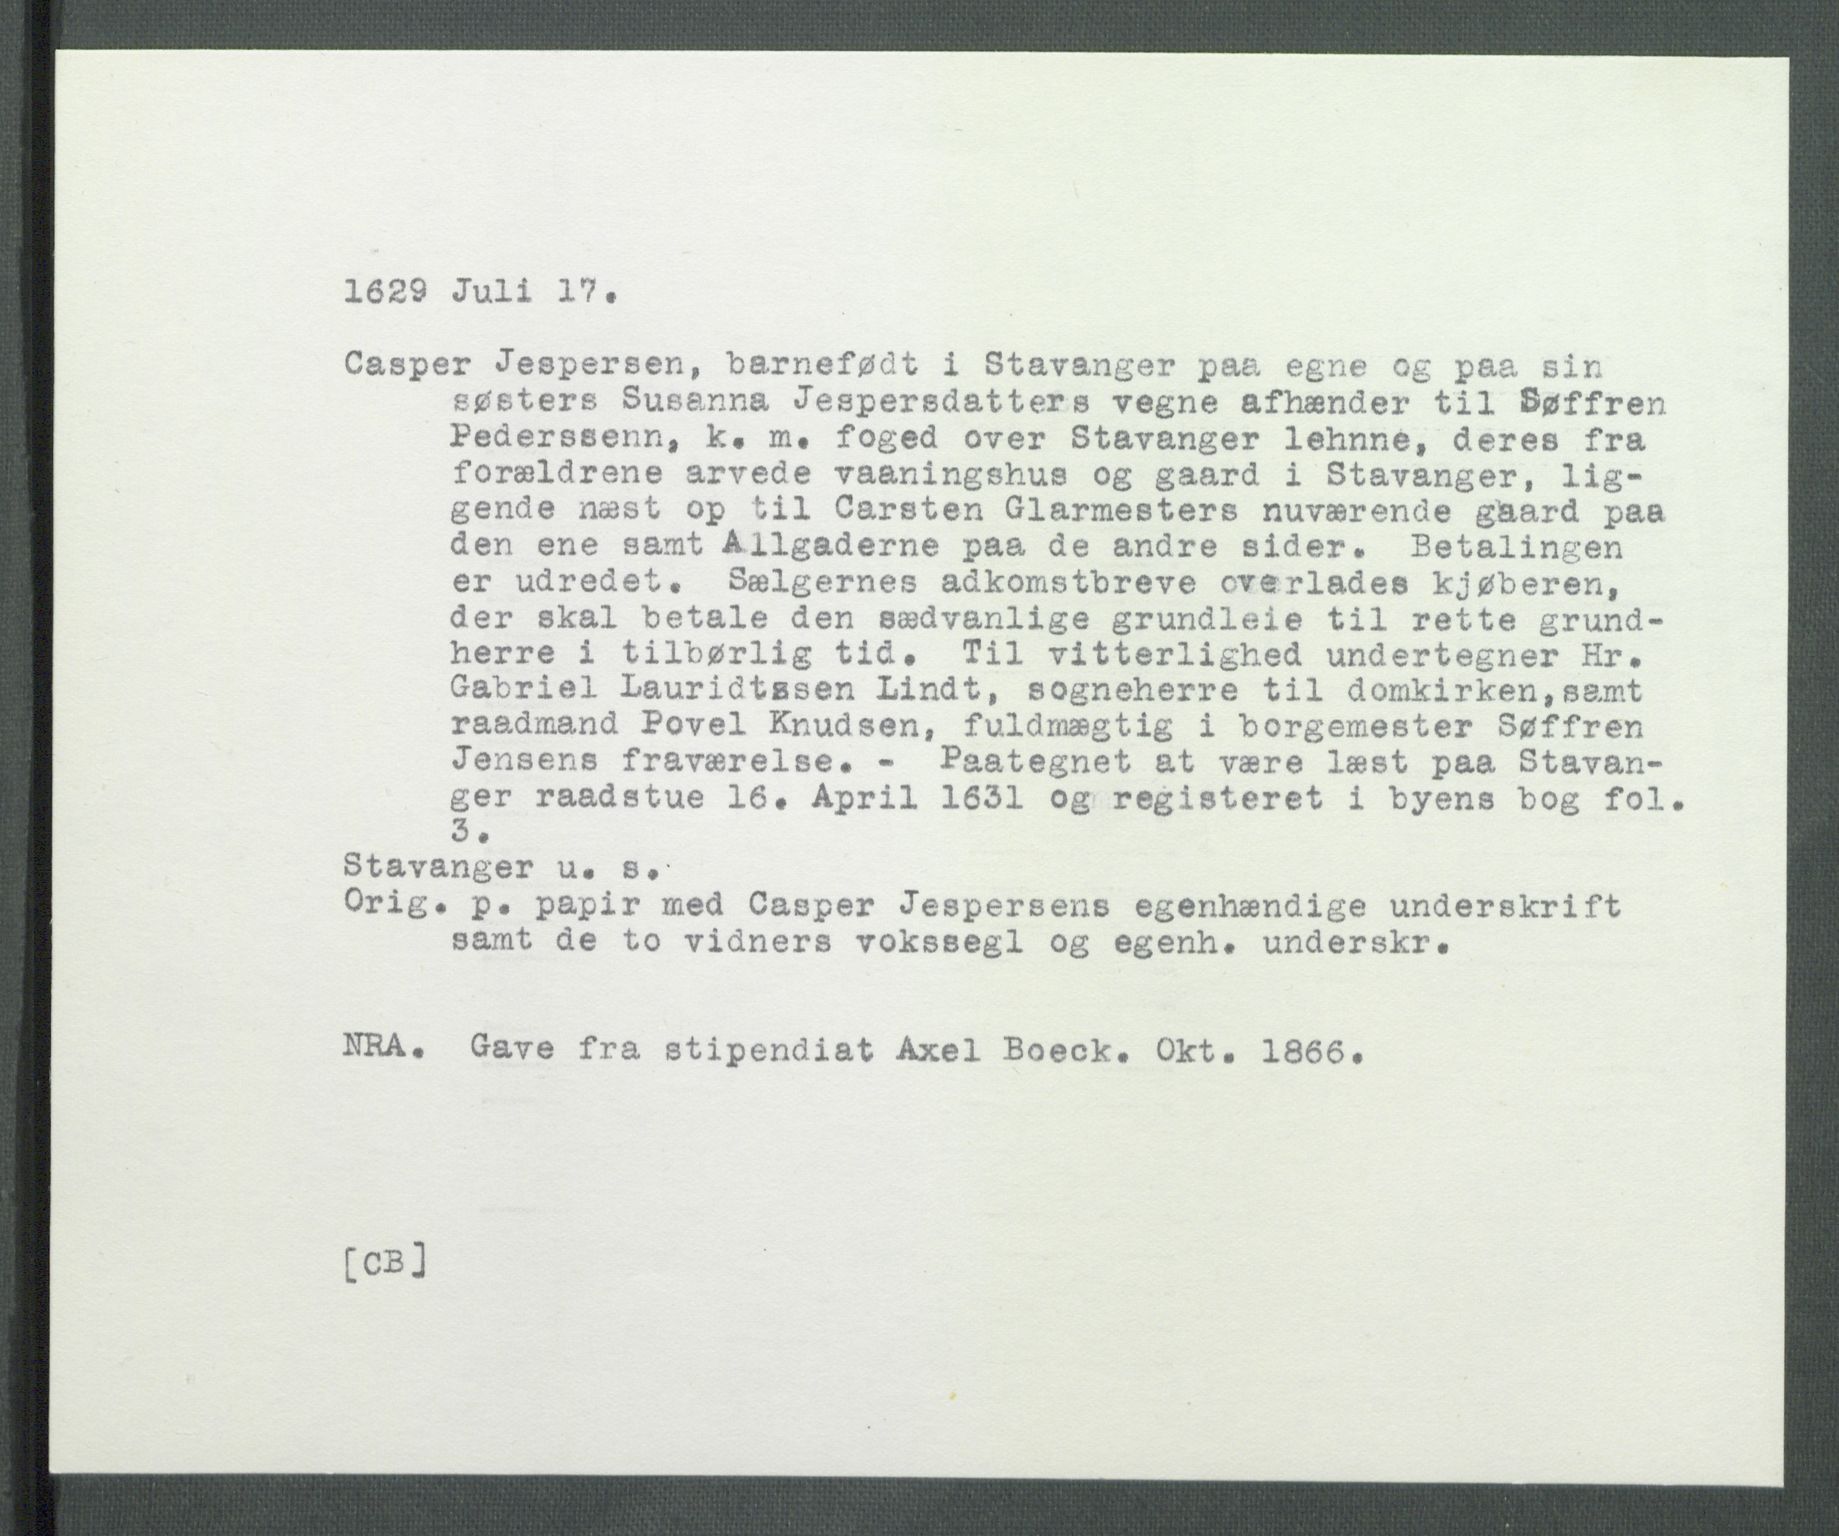 1629 Juli 17.
Casper Jespersen, barnefødt i Stavanger paa egne og paa sin
søsters Susanna Jespersdatters vegne afhænder til Søffren
Pederssenn, k. m. foged over Stavanger lehnne, deres fra
forældrene arvede vaaningshus og gaard i Stavanger, lig-
gende næst op til Carsten Glarmesters nuværende gaard paa
den ene samt Allgaderne paa de andre sider. Betalingen
er udredet. Sælgernes adkomstbreve overlades kjøberen,
der skal betale den sædvanlige grundleie til rette grund-
herre i tilbørlig tid. Til vitterlighed undertegner Hr.
Gabriel Lauridtssen Lindt, sogneherre til domkirken,samt
raadmand Povel Knudsen, fuldmægtig i borgemester Søffren
Jensens fraværelse. - Paategnet at være læst paa Stavan-
ger raadstue 16. April 1631 og registeret i byens bog fol.
3.
Stavanger u. s.
Orig. p. papir med Casper Jespersens egenhændige underskrift
samt de to vidners vokssegl og egenh. underskr.
NRA. Gave fra stipendiat Axel Boeck. Okt. 1866.
[CB]